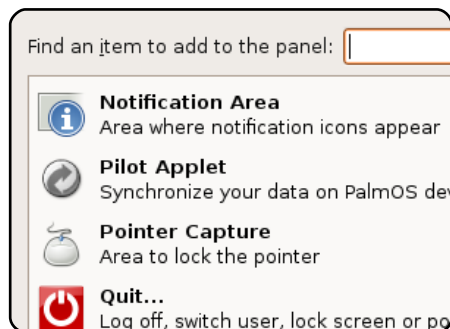 Find an item to add to the panel:
Notification Area
Area where notification icons appear
Pilot Applet
Synchronize your data on PalmOS
Pointer Capture
Area to lock the pointer
Quit...
Log off, switch user, lock screen or